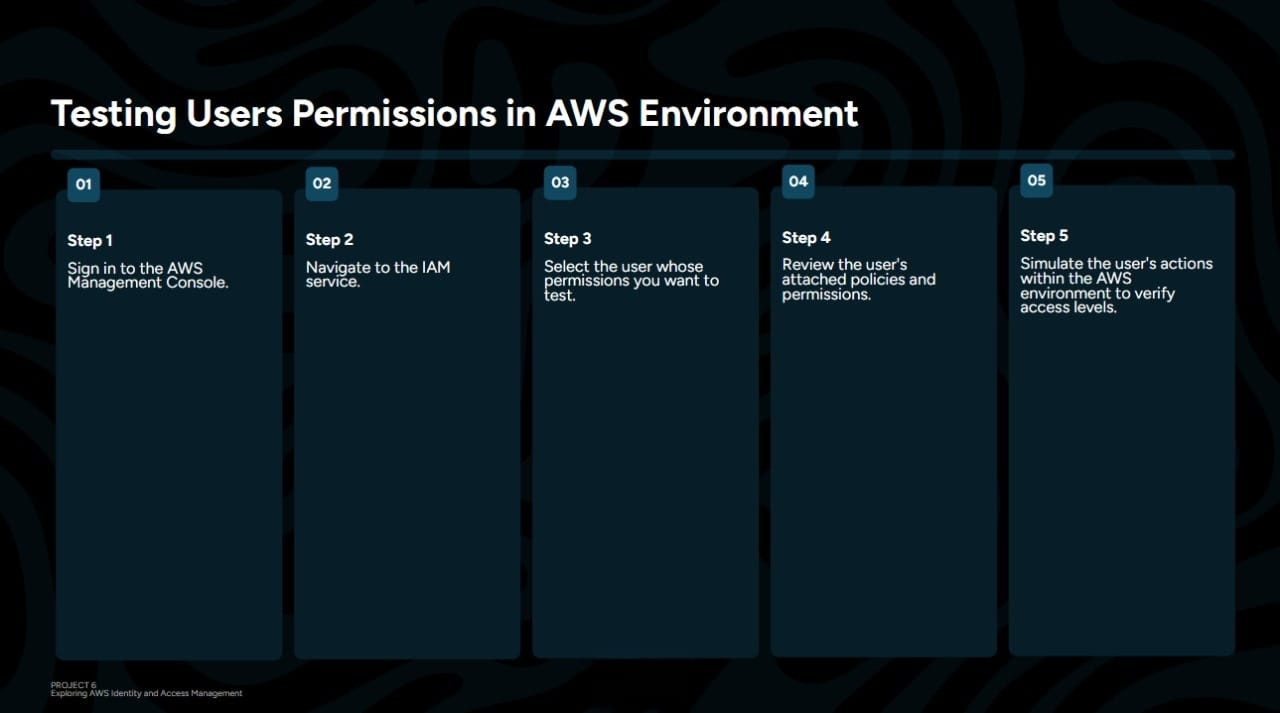 Testing Users Permissions in AWS Environment
01
Step 1
Sign in to the AWS
Management Console.
02
Step 2
Navigate to the IAM
service.
03
Step 3
Select the user whose
permissions you want to
test.
04
Step 4
Review the user's
attached policies and
permissions.
05
Step 5
Simulate the user's actions
within the AWS
environment to verify
access levels.
PROJECT 6
Exploring AWS Identity and Access Management